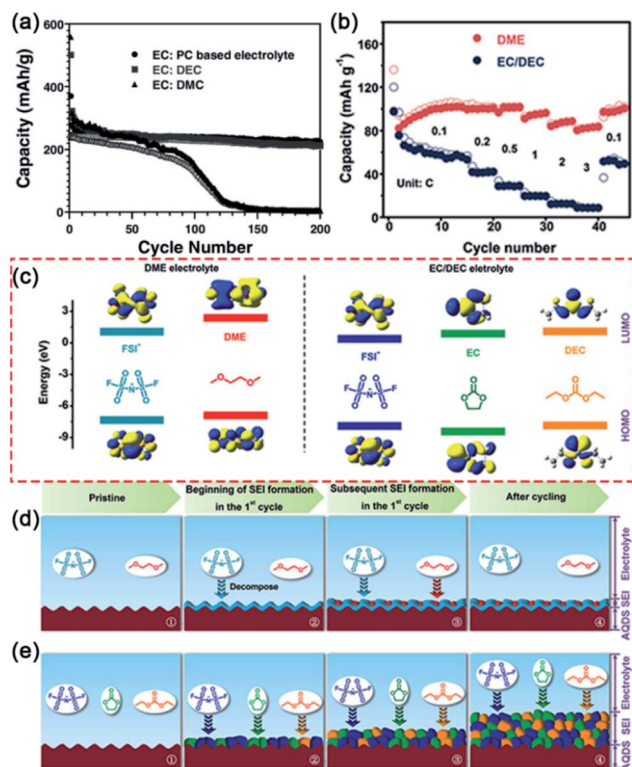 (a)
600
400
200
0
Capacity (mAh/g)
EC: PC based electrolyte
EC: DEC
EC: DMC
0 50 100 150 200
Cycle Number
(b)
160
120
80
40
0
Capacity (mAh g⁻¹)
DME
EC/DEC
0.1
0.2
0.5
1
2
3
0.1
Unit: C
0 10 20 30 40
Cycle number
(c)
DME electrolyte
EC/DEC eletrolyte
3
0
-3
-6
-9
Energy (eV)
FSI⁻
DME
FSI⁻
EC
DEC
LUMO
HOMO
Pristine
Beginning of SEI formation
in the 1st cycle
Subsequent SEI formation
in the 1st cycle
After cycling
(d)
Decompose
①
②
③
④
AQDS SEI Electrolyte
(e)
①
②
③
④
AQDS SEI Electrolyte